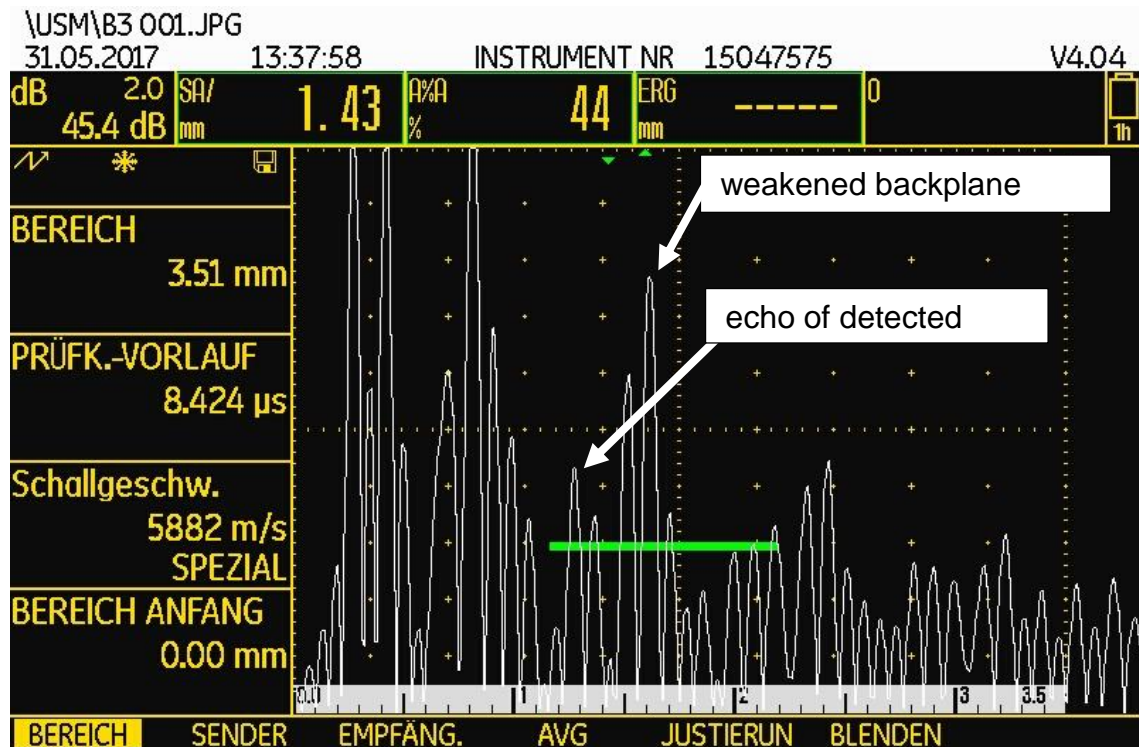 \USM\B3 001.JPG
31.05.2017 13:37:58 INSTRUMENT NR 15047575 V4.04
dB 2.0 SA/ 1.43 A%A 44 ERG ----- 0
45.4 dB mm % mm 1h
BEREICH
3.51 mm
PRÜFK.-VORLAUF
8.424 µs
Schallgeschw.
5882 m/s
SPEZIAL
BEREICH ANFANG
0.00 mm
weakened backplane
echo of detected
0.0 1 2 3 3.5
BEREICH SENDER EMPFÄNG. AVG JUSTIERUN BLENDEN